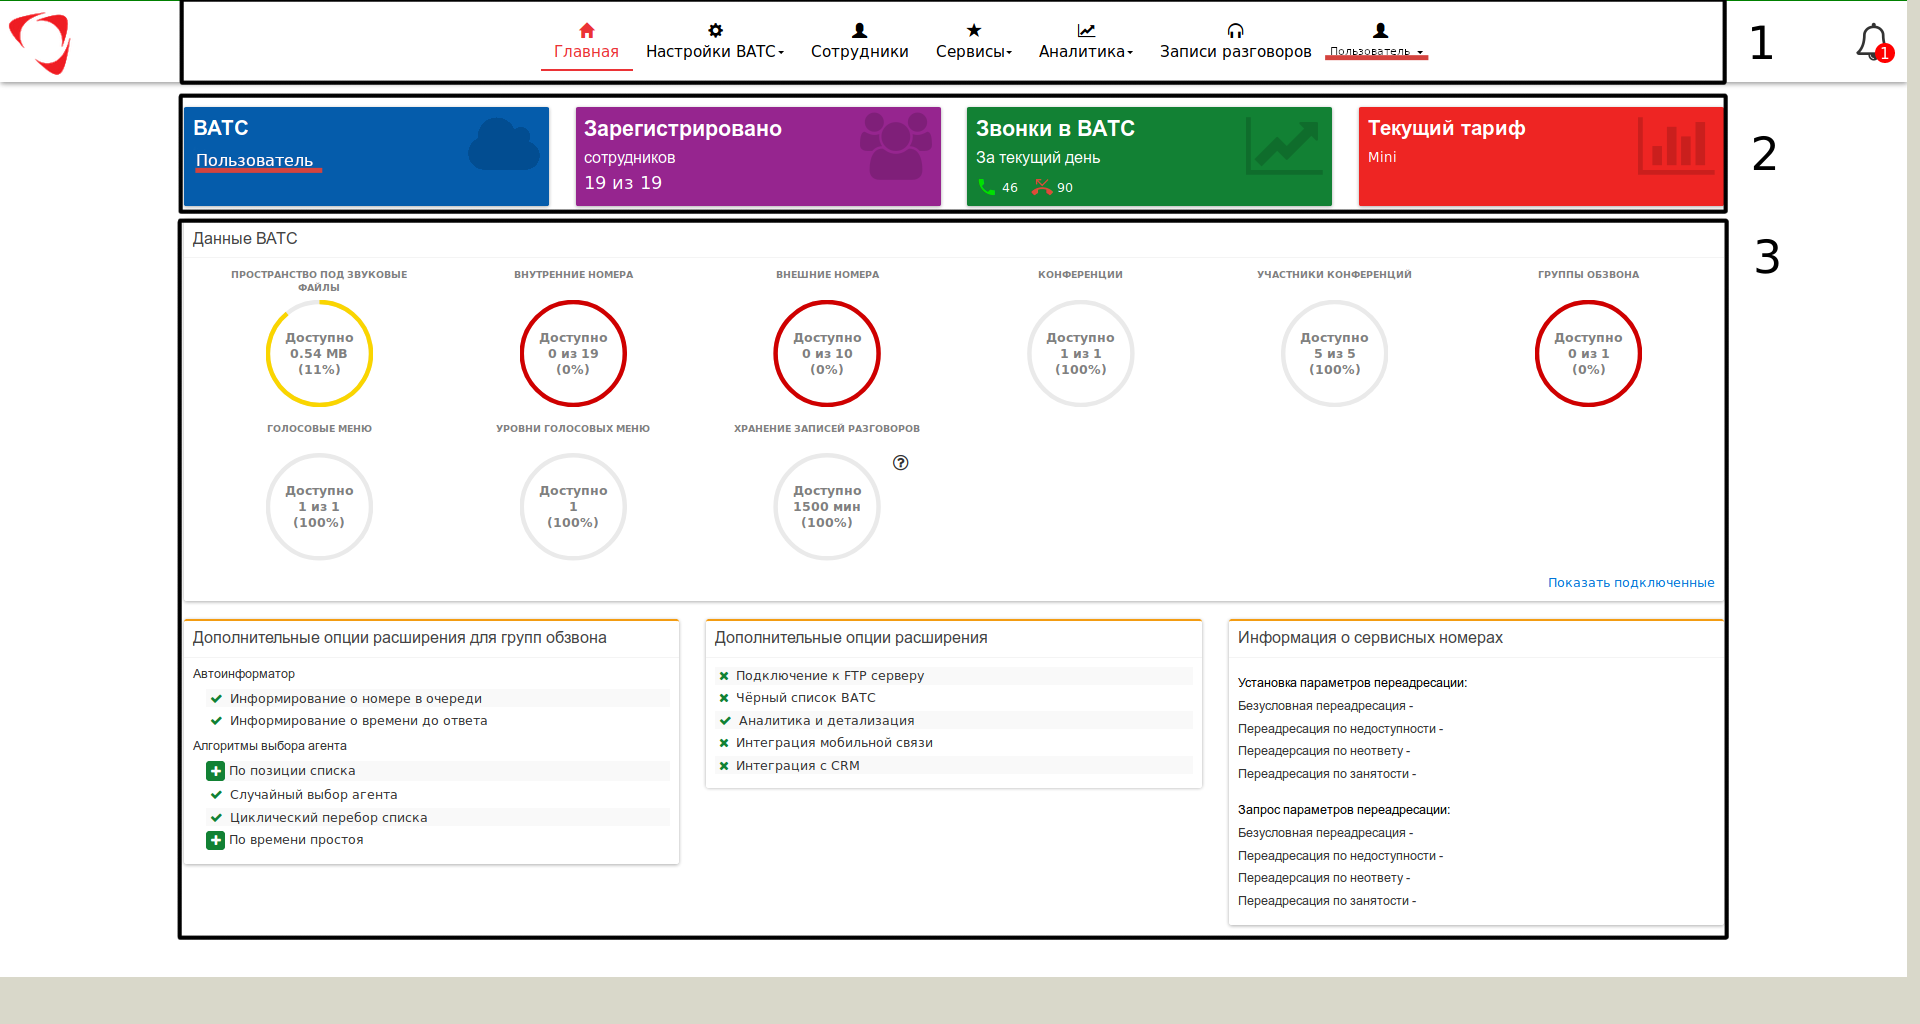 Главная
Настройки ВАТС
Сотрудники
Сервисы
Аналитика
Записи разговоров
Пользователь
1
1
ВАТС
Пользователь
Зарегистрировано
сотрудников
19 из 19
Звонки в ВАТС
За текущий день
46 90
Текущий тариф
Mini
2
Данные ВАТС
3
ПРОСТРАНСТВО ПОД ЗВУКОВЫЕ
ФАЙЛЫ
Доступно
0.54 MB
(11%)
ВНУТРЕННИЕ НОМЕРА
Доступно
0 из 19
(0%)
ВНЕШНИЕ НОМЕРА
Доступно
0 из 10
(0%)
КОНФЕРЕНЦИИ
Доступно
1 из 1
(100%)
УЧАСТНИКИ КОНФЕРЕНЦИЙ
Доступно
5 из 5
(100%)
ГРУППЫ ОБЗВОНА
Доступно
0 из 1
(0%)
ГОЛОСОВЫЕ МЕНЮ
Доступно
1 из 1
(100%)
УРОВНИ ГОЛОСОВЫХ МЕНЮ
Доступно
1
(100%)
ХРАНЕНИЕ ЗАПИСЕЙ РАЗГОВОРОВ
?
Доступно
1500 мин
(100%)
Показать подключенные
Дополнительные опции расширения для групп обзвона
Автоинформатор
Информирование о номере в очереди
Информирование о времени до ответа
Алгоритмы выбора агента
По позиции списка
Случайный выбор агента
Циклический перебор списка
По времени простоя
Дополнительные опции расширения
Подключение к FTP серверу
Чёрный список ВАТС
Аналитика и детализация
Интеграция мобильной связи
Интеграция с CRM
Информация о сервисных номерах
Установка параметров переадресации:
Безусловная переадресация -
Переадресация по недоступности -
Переадерсация по неответу -
Переадресация по занятости -
Запрос параметров переадресации:
Безусловная переадресация -
Переадресация по недоступности -
Переадерсация по неответу -
Переадресация по занятости -